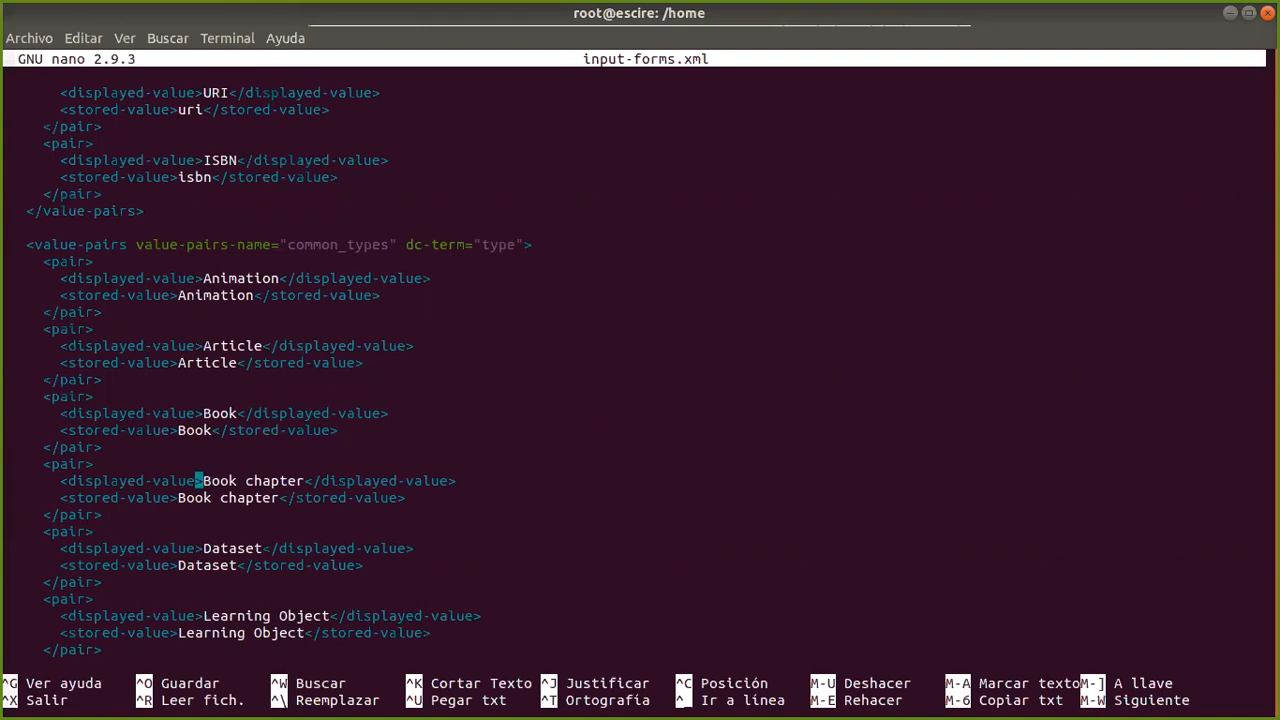 root@escire: /home
Archivo Editar Ver Buscar Terminal Ayuda
GNU nano 2.9.3 input-forms.xml
<displayed-value>URI</displayed-value>
<stored-value>uri</stored-value>
</pair>
<pair>
<displayed-value>ISBN</displayed-value>
<stored-value>isbn</stored-value>
</pair>
</value-pairs>
<value-pairs value-pairs-name="common_types" dc-term="type">
<pair>
<displayed-value>Animation</displayed-value>
<stored-value>Animation</stored-value>
</pair>
<pair>
<displayed-value>Article</displayed-value>
<stored-value>Article</stored-value>
</pair>
<pair>
<displayed-value>Book</displayed-value>
<stored-value>Book</stored-value>
</pair>
<pair>
<displayed-value>Book chapter</displayed-value>
<stored-value>Book chapter</stored-value>
</pair>
<pair>
<displayed-value>Dataset</displayed-value>
<stored-value>Dataset</stored-value>
</pair>
<pair>
<displayed-value>Learning Object</displayed-value>
<stored-value>Learning Object</stored-value>
</pair>
^G Ver ayuda ^O Guardar ^W Buscar ^K Cortar Texto ^J Justificar ^C Posición M-U Deshacer M-A Marcar texto M-] A llave
^X Salir ^R Leer fich. ^\ Reemplazar ^U Pegar txt ^T Ortografía ^_ Ir a línea M-E Rehacer M-6 Copiar txt M-W Siguiente